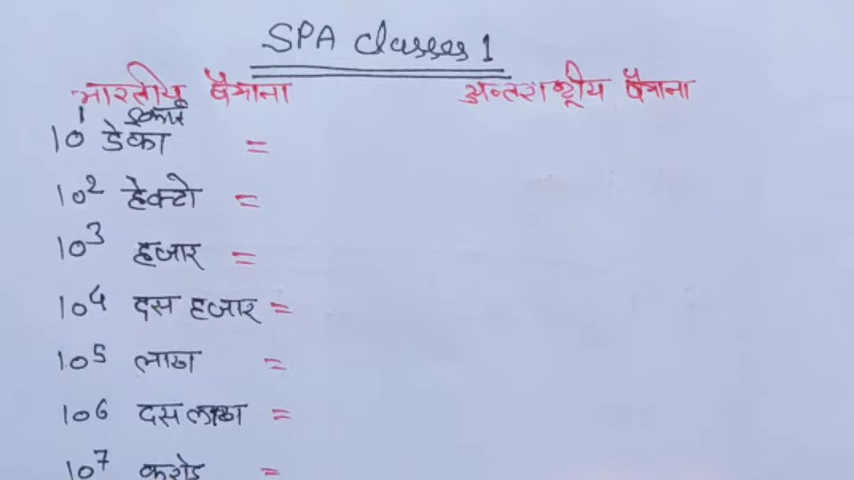 SPA Classes 1
भारतीय पैमाना अन्तराष्ट्रीय पैमाना
10¹ डेका =
10² हेक्टो =
10³ हजार =
10⁴ दस हजार =
10⁵ लाख =
10⁶ दस लाख =
10⁷ करोड =